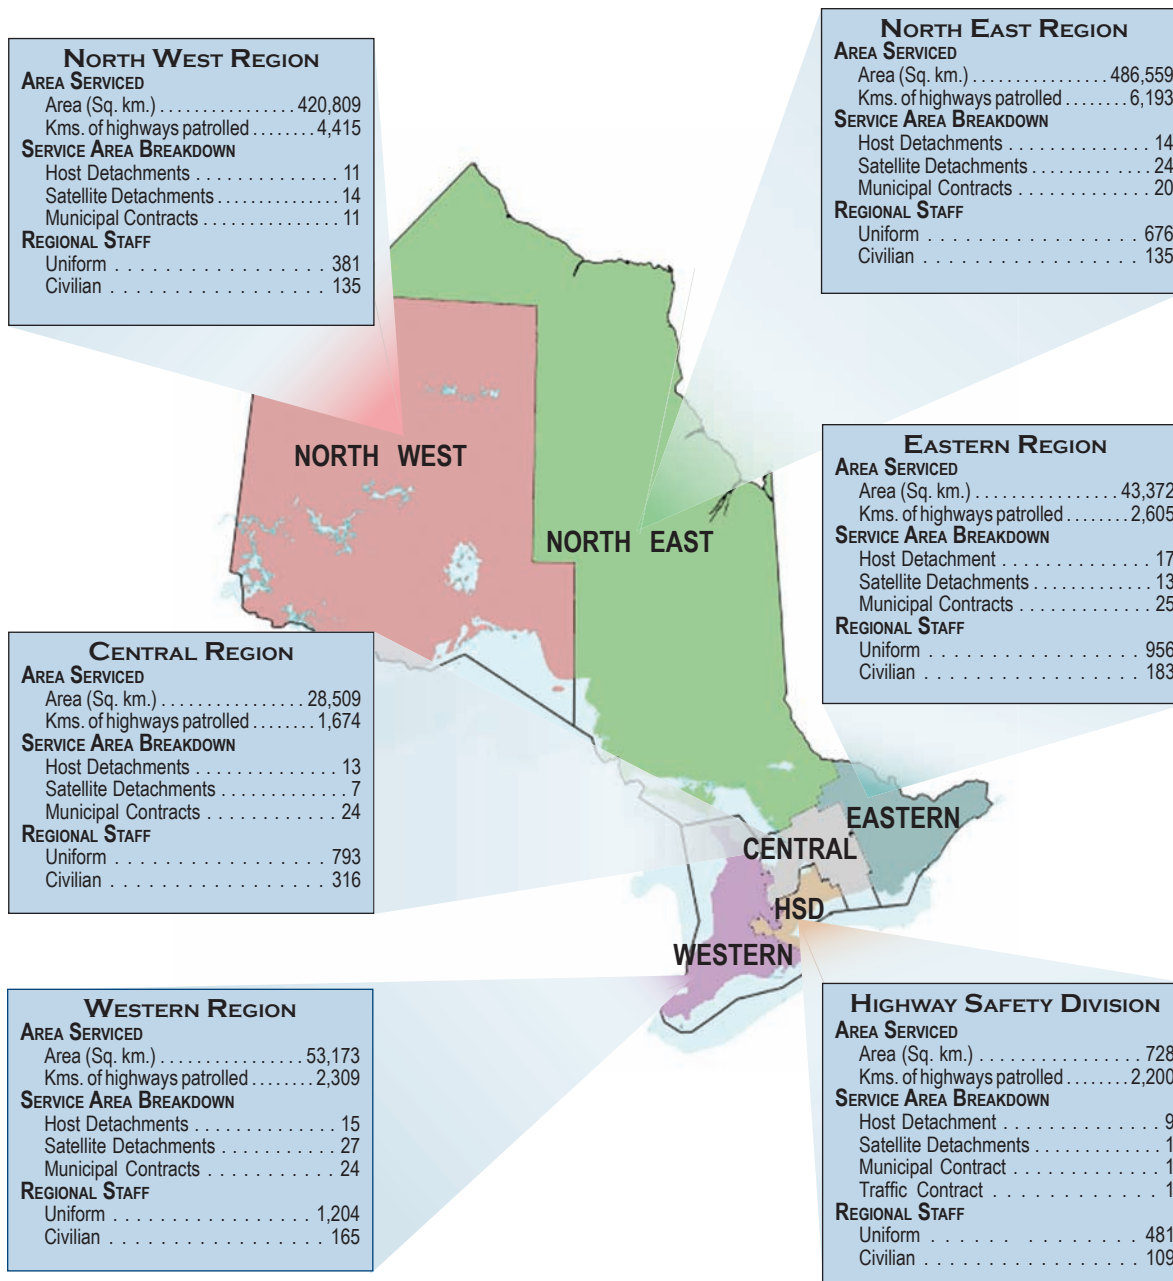 NORTH WEST REGION
AREA SERVICED
Area (Sq. km.) . . . . . . . . . . . . . . . . 420,809
Kms. of highways patrolled . . . . . . . . 4,415
SERVICE AREA BREAKDOWN
Host Detachments . . . . . . . . . . . . . . 11
Satellite Detachments . . . . . . . . . . . . . . 14
Municipal Contracts . . . . . . . . . . . . . 11
REGIONAL STAFF
Uniform . . . . . . . . . . . . . . . . . . 381
Civilian . . . . . . . . . . . . . . . . . . 135
NORTH EAST REGION
AREA SERVICED
Area (Sq. km.) . . . . . . . . . . . . . . . . 486,559
Kms. of highways patrolled . . . . . . . . 6,193
SERVICE AREA BREAKDOWN
Host Detachments . . . . . . . . . . . . . 14
Satellite Detachments . . . . . . . . . . . . 24
Municipal Contracts . . . . . . . . . . . . 20
REGIONAL STAFF
Uniform . . . . . . . . . . . . . . . . . 676
Civilian . . . . . . . . . . . . . . . . . 135
NORTH WEST
NORTH EAST
EASTERN REGION
AREA SERVICED
Area (Sq. km.) . . . . . . . . . . . . . . . . . 43,372
Kms. of highways patrolled . . . . . . . . 2,605
SERVICE AREA BREAKDOWN
Host Detachment . . . . . . . . . . . . . . 17
Satellite Detachments . . . . . . . . . . . . 13
Municipal Contracts . . . . . . . . . . . . . 25
REGIONAL STAFF
Uniform . . . . . . . . . . . . . . . . . 956
Civilian . . . . . . . . . . . . . . . . . 183
CENTRAL REGION
AREA SERVICED
Area (Sq. km.) . . . . . . . . . . . . . . . . . 28,509
Kms. of highways patrolled . . . . . . . . 1,674
SERVICE AREA BREAKDOWN
Host Detachments . . . . . . . . . . . . . . 13
Satellite Detachments . . . . . . . . . . . . . 7
Municipal Contracts . . . . . . . . . . . . 24
REGIONAL STAFF
Uniform . . . . . . . . . . . . . . . . . 793
Civilian . . . . . . . . . . . . . . . . . . 316
EASTERN
CENTRAL
HSD
WESTERN
WESTERN REGION
AREA SERVICED
Area (Sq. km.) . . . . . . . . . . . . . . . . . 53,173
Kms. of highways patrolled . . . . . . . . 2,309
SERVICE AREA BREAKDOWN
Host Detachments . . . . . . . . . . . . . . 15
Satellite Detachments . . . . . . . . . . . 27
Municipal Contracts . . . . . . . . . . . . 24
REGIONAL STAFF
Uniform . . . . . . . . . . . . . . . . . 1,204
Civilian . . . . . . . . . . . . . . . . . . 165
HIGHWAY SAFETY DIVISION
AREA SERVICED
Area (Sq. km.) . . . . . . . . . . . . . . . . 728
Kms. of highways patrolled . . . . . . . . 2,200
SERVICE AREA BREAKDOWN
Host Detachment . . . . . . . . . . . . . . . 9
Satellite Detachments . . . . . . . . . . . . . 1
Municipal Contract . . . . . . . . . . . . . 1
Traffic Contract . . . . . . . . . . . . . 1
REGIONAL STAFF
Uniform . . . . . . . . . . . . . 481
Civilian . . . . . . . . . . . . . . . . . 109